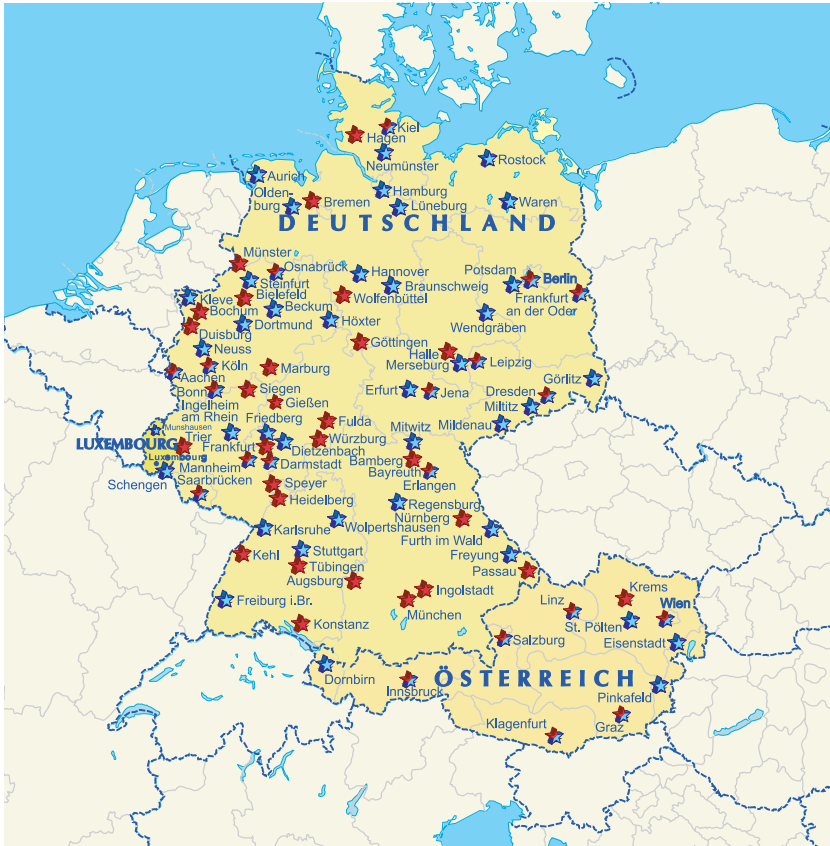 Kiel
Hagen
Neumünster
Rostock
Aurich
Hamburg
Olden-
burg
Bremen
Lüneburg
Waren
DEUTSCHLAND
Münster
Osnabrück
Hannover
Potsdam
Berlin
Steinfurt
Braunschweig
Kleve
Bielefeld
Wolfenbüttel
Frankfurt
an der Oder
Bochum
Beckum
Dortmund
Höxter
Wendgräben
Duisburg
Göttingen
Neuss
Halle
Merseburg
Leipzig
Köln
Marburg
Aachen
Görlitz
Bonn
Siegen
Erfurt
Jena
Dresden
Ingelheim
am Rhein
Gießen
Miltitz
Friedberg
Fulda
Mildenau
Munshausen
Trier
Mitwitz
LUXEMBOURG
Frankfurt
Würzburg
Dietzenbach
Luxembourg
Mannheim
Darmstadt
Bamberg
Bayreuth
Schengen
Saarbrücken
Speyer
Erlangen
Heidelberg
Regensburg
Nürnberg
Karlsruhe
Wolpertshausen
Furth im Wald
Kehl
Stuttgart
Freyung
Tübingen
Passau
Augsburg
Ingolstadt
Krems
Freiburg i.Br.
München
Linz
Wien
Konstanz
St. Pölten
Salzburg
Eisenstadt
Dornbirn
ÖSTERREICH
Innsbruck
Pinkafeld
Klagenfurt
Graz